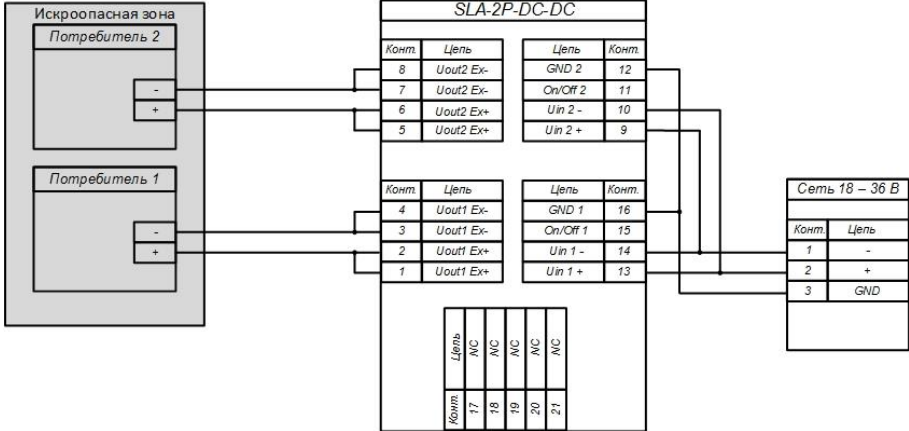 SLA-2P-DC-DC
Искроопасная зона
Потребитель 2
-
+
Конт. Цепь Цепь Конт.
8 Uout2 Ex- GND 2 12
7 Uout2 Ex- On/Off 2 11
6 Uout2 Ex+ Uin 2 - 10
5 Uout2 Ex+ Uin 2 + 9
Потребитель 1
-
+
Конт. Цепь Цепь Конт.
4 Uout1 Ex- GND 1 16
3 Uout1 Ex- On/Off 1 15
2 Uout1 Ex+ Uin 1 - 14
1 Uout1 Ex+ Uin 1 + 13
Сеть 18 – 36 В
Конт. Цепь
1 -
2 +
3 GND
Цепь NC NC NC NC NC
Конт. 17 18 19 20 21